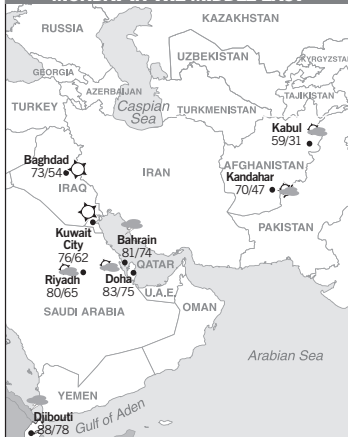 KAZAKHSTAN
RUSSIA
UZBEKISTAN
KYRGYZSTAN
GEORGIA
AZERBAIJAN
TAJIKISTAN
TURKEY
Caspian
Sea
TURKMENISTAN
Kabul
59/31
Baghdad
73/54
IRAN
AFGHANISTAN
Kandahar
70/47
IRAQ
PAKISTAN
Kuwait
City
76/62
Bahrain
81/74
QATAR
Riyadh
80/65
Doha
83/75
U.A.E.
SAUDI ARABIA
OMAN
Arabian Sea
YEMEN
Djibouti
88/78
Gulf of Aden